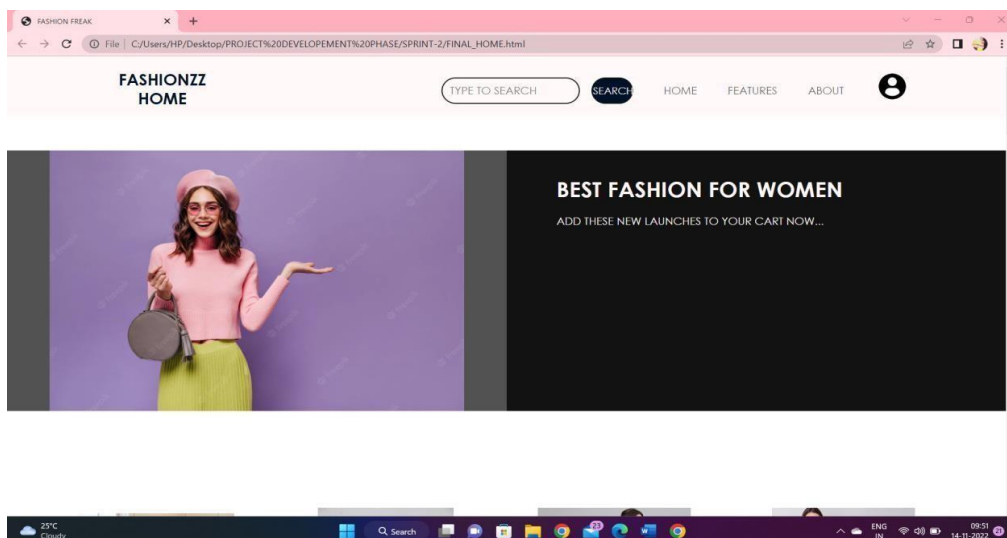 FASHION FREAK
File | C:/Users/HP/Desktop/PROJECT%20DEVELOPEMENT%20PHASE/SPRINT-2/FINAL_HOME.html
FASHIONZZ
HOME
TYPE TO SEARCH
SEARCH
HOME
FEATURES
ABOUT
BEST FASHION FOR WOMEN
ADD THESE NEW LAUNCHES TO YOUR CART NOW...
25°C
Cloudy
Search
23
ENG
IN
09:51
14-11-2022